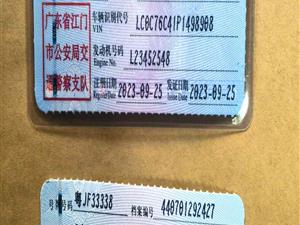 广东省江门
市公安局交
通警察支队
车辆识别代号
VIN
LC0C76C41P1498908
发动机号码
Engine No.
L23452548
注册日期
Register Date
2023-09-25
发证日期
Issue Date
2023-09-25
号牌号码
粤JF33338
档案编号
440701292427